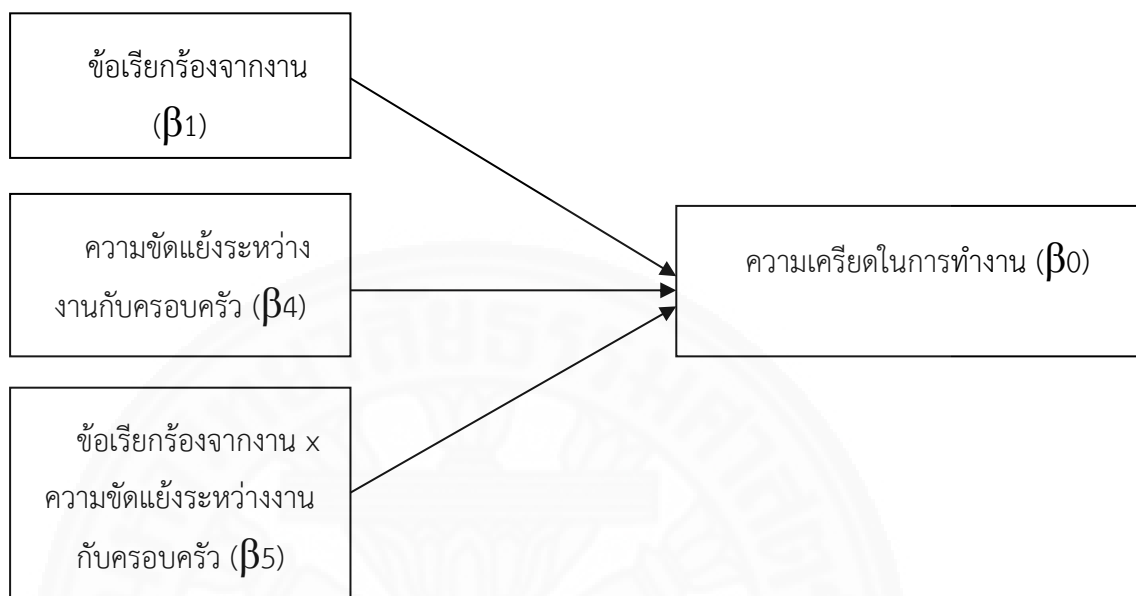 ข้อเรียกร้องจากงาน
(β1)
ความขัดแย้งระหว่าง
งานกับครอบครัว (β4)
ความเครียดในการทำงาน (β0)
ข้อเรียกร้องจากงาน x
ความขัดแย้งระหว่างงาน
กับครอบครัว (β5)